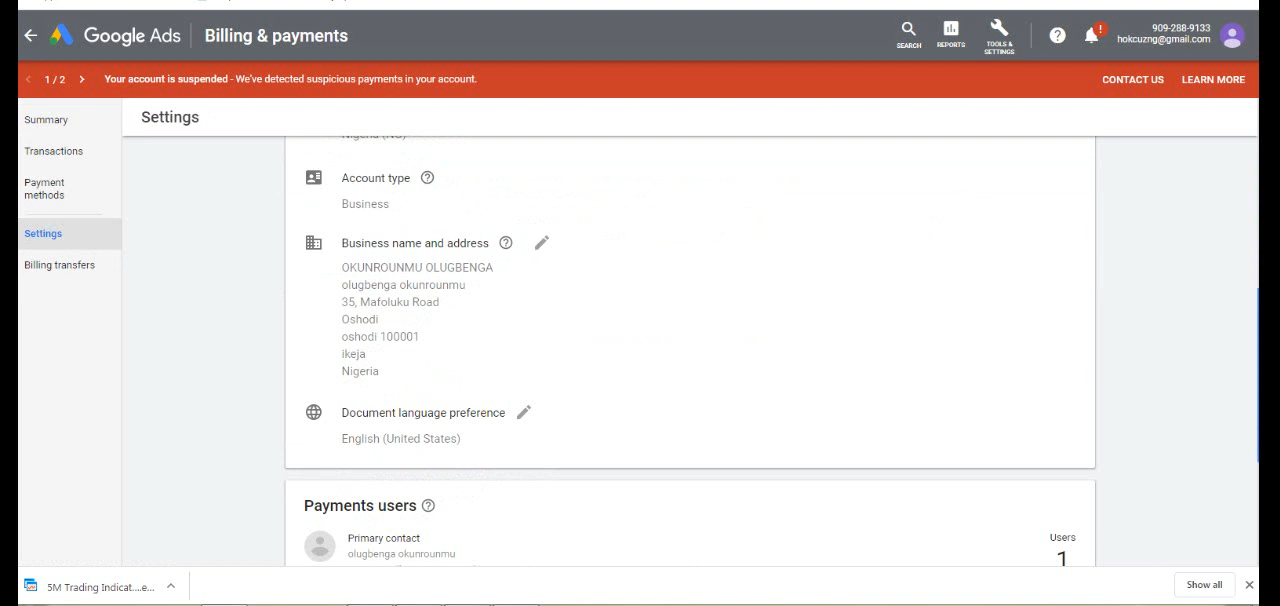 Google Ads
Billing & payments
SEARCH
REPORTS
TOOLS &
SETTINGS
?
!
909-288-9133
hokcuzng@gmail.com
1 / 2
Your account is suspended - We've detected suspicious payments in your account.
CONTACT US
LEARN MORE
Summary
Transactions
Payment
methods
Settings
Billing transfers
Settings
Account type ?
Business
Business name and address ?
OKUNROUNMU OLUGBENGA
olugbenga okunrounmu
35, Mafoluku Road
Oshodi
oshodi 100001
ikeja
Nigeria
Document language preference
English (United States)
Payments users ?
Primary contact
olugbenga okunrounmu
Users
1
5M Trading Indicat....e...
Show all